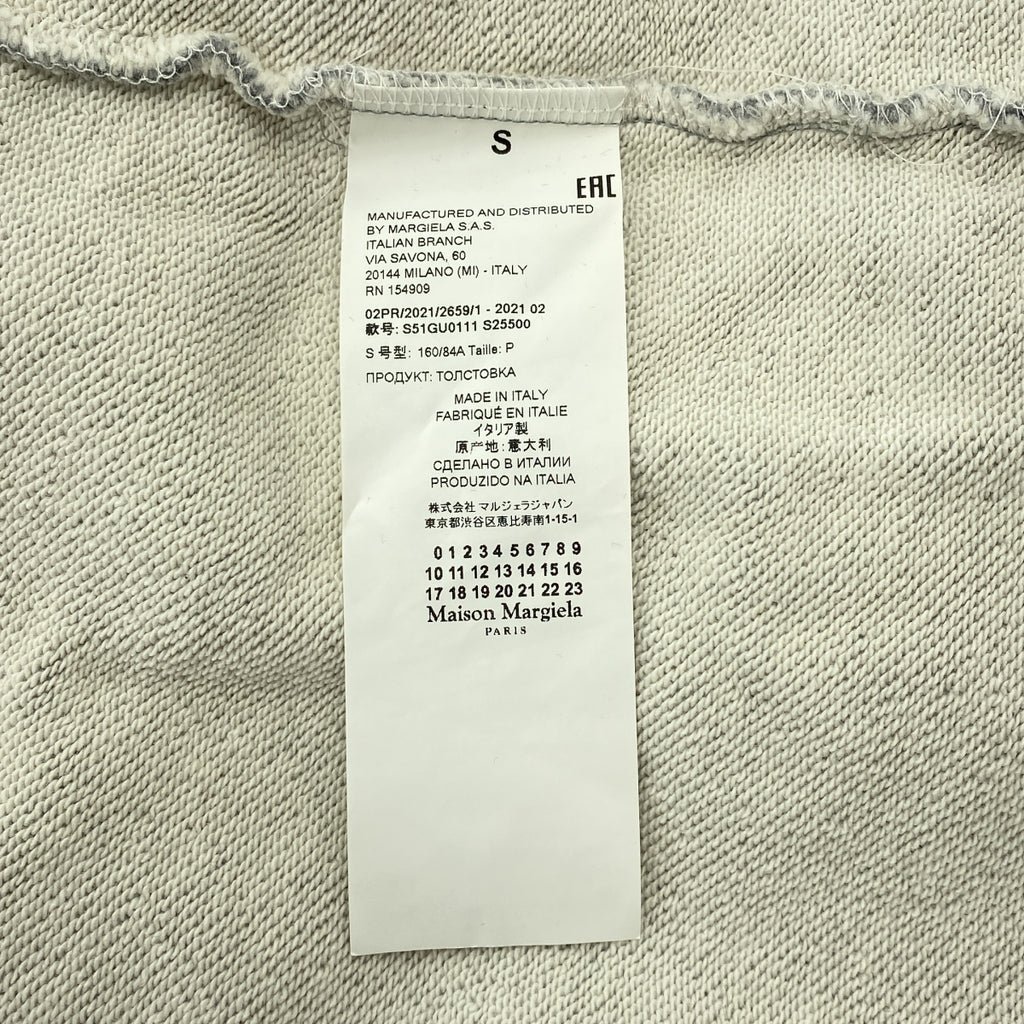 S
EAC
MANUFACTURED AND DISTRIBUTED
BY MARGIELA S.A.S.
ITALIAN BRANCH
VIA SAVONA, 60
20144 MILANO (MI) - ITALY
RN 154909
02PR/2021/2659/1 - 2021 02
款号: S51GU0111 S25500
S 号型: 160/84A Taille: P
ПРОДУКТ: ТОЛСТОВКА
MADE IN ITALY
FABRIQUÉ EN ITALIE
イタリア製
原产地: 意大利
СДЕЛАНО В ИТАЛИИ
PRODUZIDO NA ITALIA
株式会社 マルジェラジャパン
東京都渋谷区恵比寿南1-15-1
0 1 2 3 4 5 6 7 8 9
10 11 12 13 14 15 16
17 18 19 20 21 22 23
Maison Margiela
PARIS